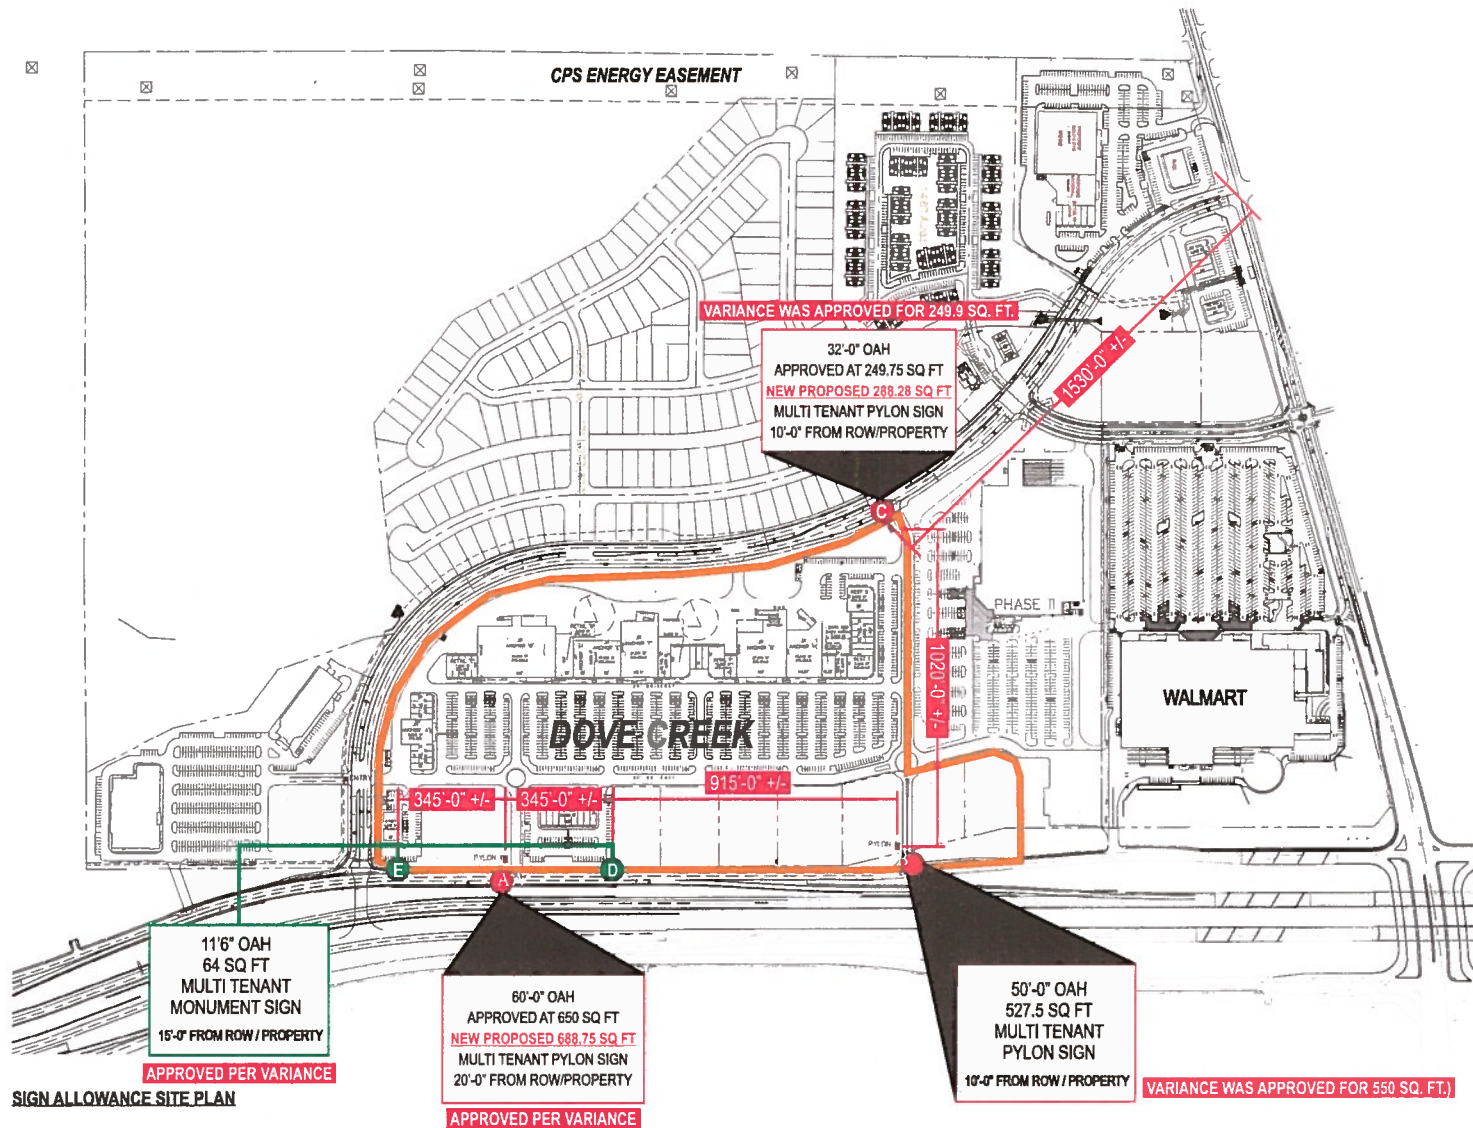 CPS ENERGY EASEMENT
VARIANCE WAS APPROVED FOR 249.9 SQ. FT.
32'-0" OAH
APPROVED AT 249.75 SQ FT
NEW PROPOSED 288.28 SQ FT
MULTI TENANT PYLON SIGN
10'-0" FROM ROW/PROPERTY
1530'-0" +/-
C
PHASE II
1020'-0" +/-
WALMART
DOVE CREEK
ENTRY
345'-0" +/-
345'-0" +/-
915'-0" +/-
PYLON
PYLON
E
A
D
B
11'6" OAH
64 SQ FT
MULTI TENANT
MONUMENT SIGN
15'-0" FROM ROW / PROPERTY
APPROVED PER VARIANCE
60'-0" OAH
APPROVED AT 650 SQ FT
NEW PROPOSED 688.75 SQ FT
MULTI TENANT PYLON SIGN
20'-0" FROM ROW/PROPERTY
APPROVED PER VARIANCE
50'-0" OAH
527.5 SQ FT
MULTI TENANT
PYLON SIGN
10'-0" FROM ROW / PROPERTY
VARIANCE WAS APPROVED FOR 550 SQ. FT.)
SIGN ALLOWANCE SITE PLAN